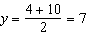 y = (4 + 10)/2 = 7